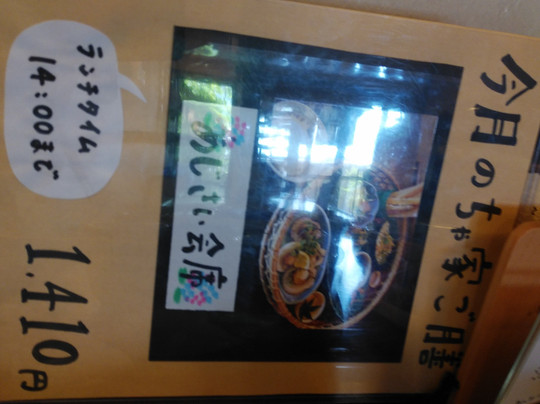 今月のちゃ家ご膳
あじさい会席
ランチタイム
14:00まで
1,410円